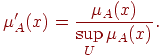 μ′_A(x) = μ_A(x) / sup_U μ_A(x).